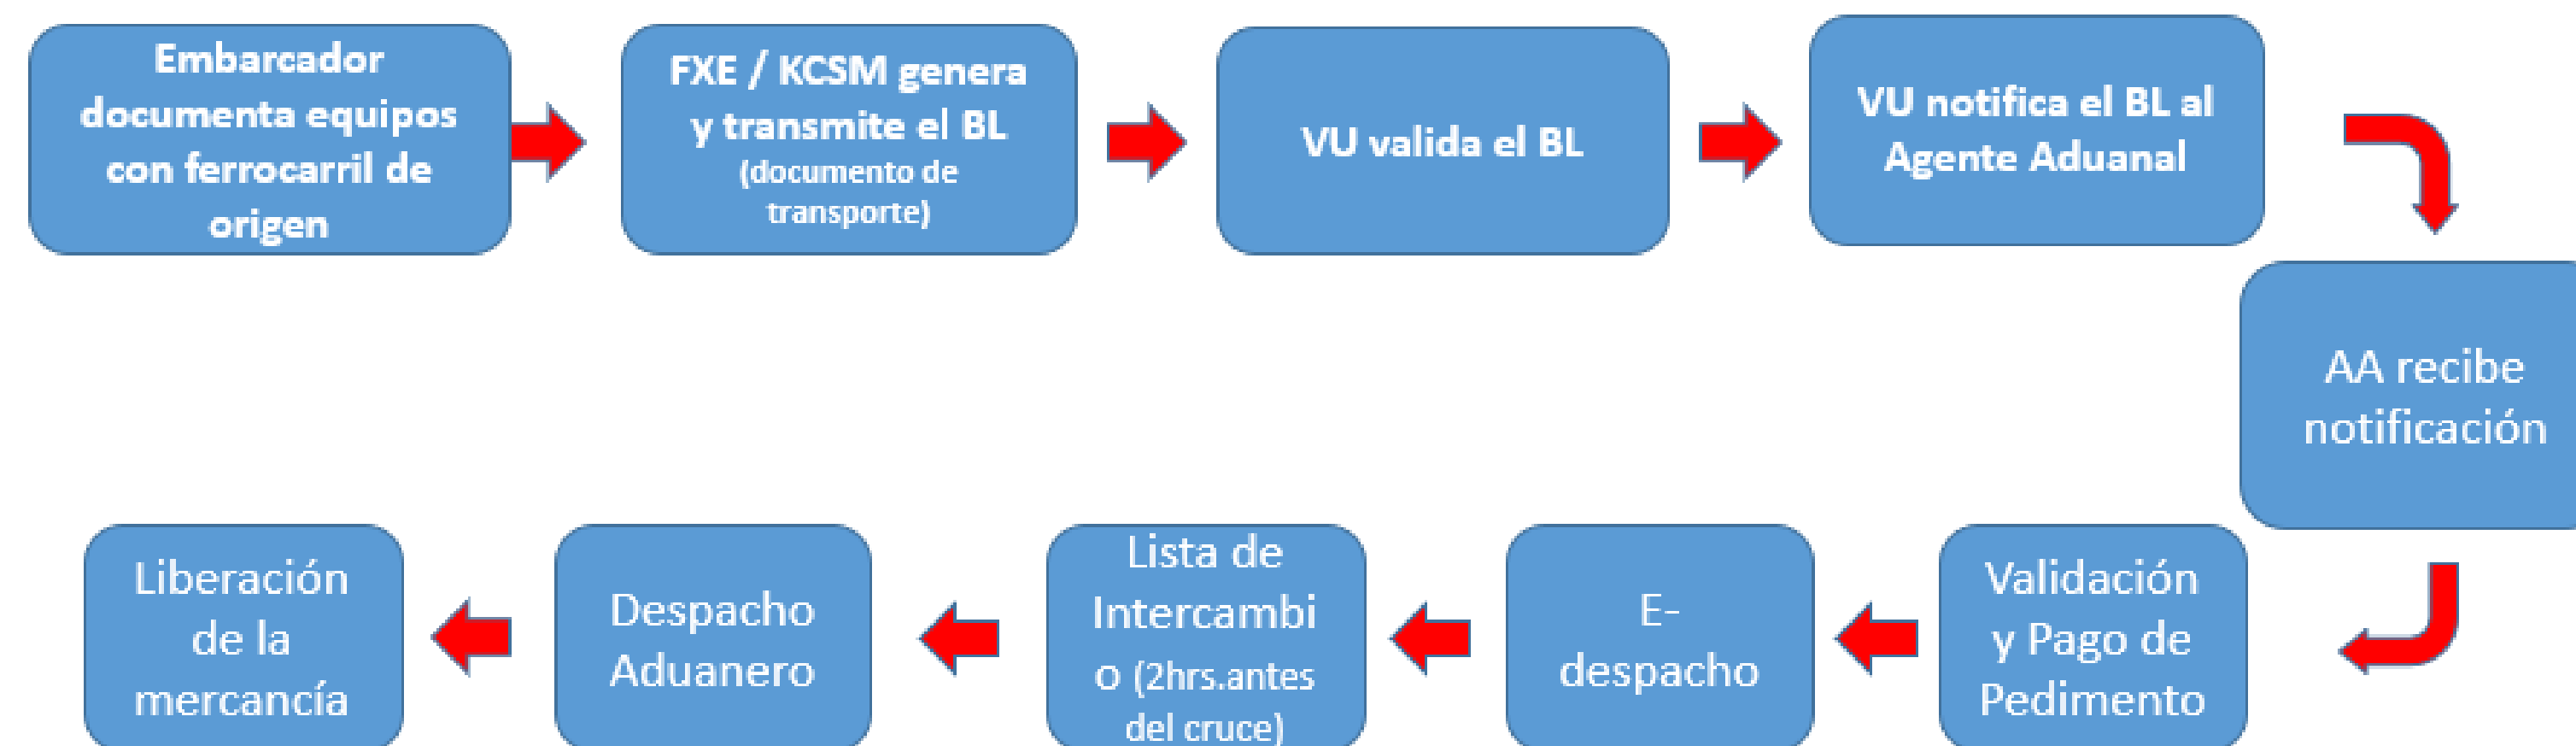 Embarcador
documenta equipos
con ferrocarril de
origen
FXE / KCSM genera
y transmite el BL
(documento de
transporte)
VU valida el BL
VU notifica el BL al
Agente Aduanal
AA recibe
notificación
Validación
y Pago de
Pedimento
E-
despacho
Lista de
Intercambi
o (2hrs.antes
del cruce)
Despacho
Aduanero
Liberación
de la
mercancía